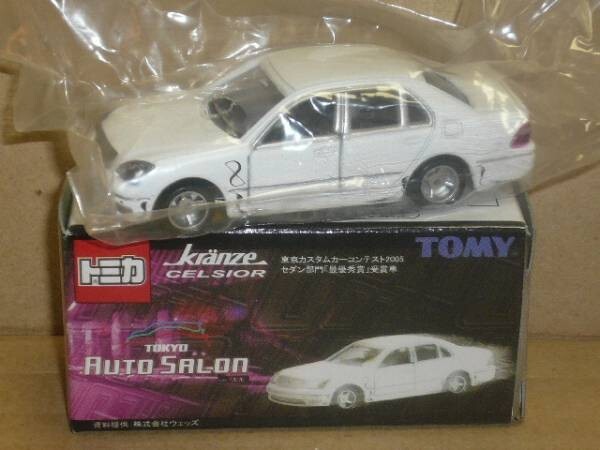 トミカ
kränze
CELSIOR
東京カスタムカーコンテスト2005
セダン部門「最優秀賞」受賞車
TOMY
TOKYO
AUTO SALON
資料提供 株式会社ウェッズ